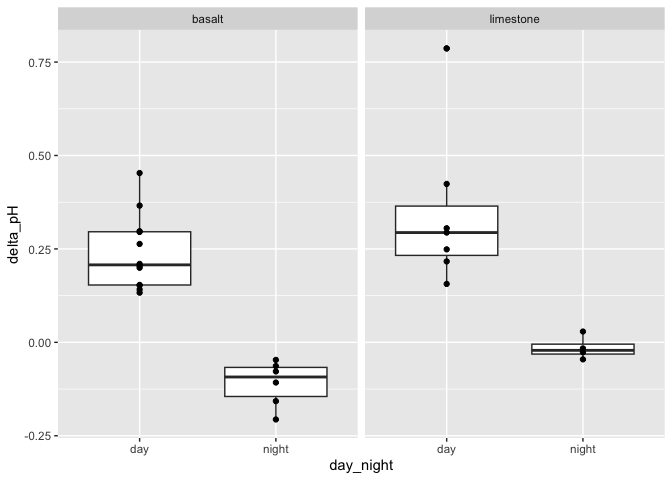 basalt
limestone
0.75
0.50
0.25
0.00
-0.25
delta_pH
day
night
day
night
day_night